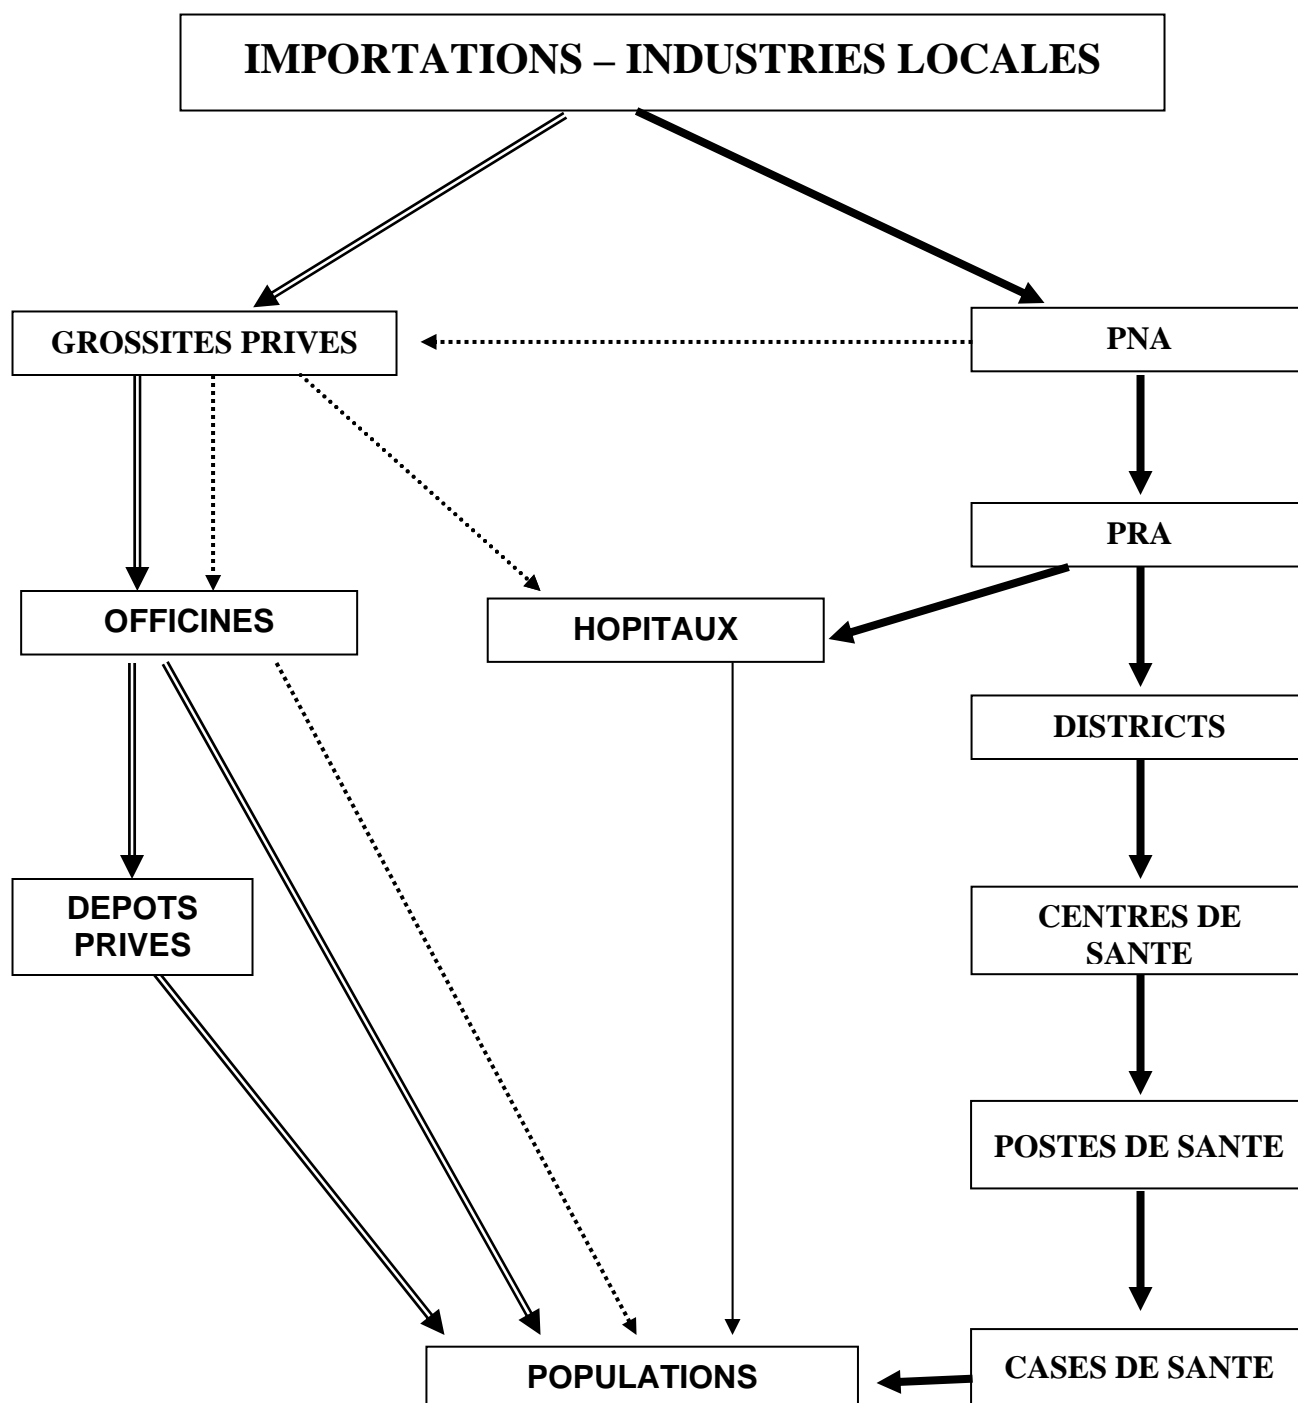 IMPORTATIONS – INDUSTRIES LOCALES
GROSSITES PRIVES
PNA
PRA
OFFICINES
HOPITAUX
DISTRICTS
DEPOTS
PRIVES
CENTRES DE
SANTE
POSTES DE SANTE
CASES DE SANTE
POPULATIONS